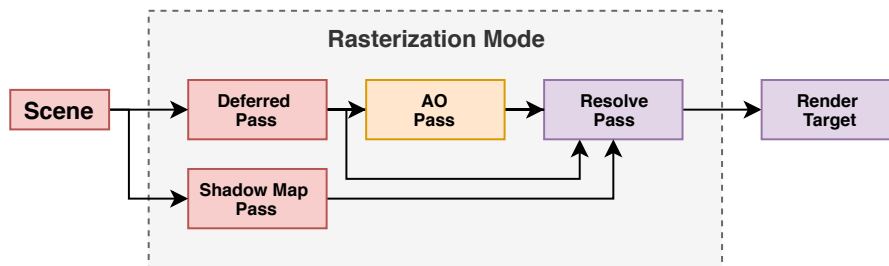 Rasterization Mode
Scene
Deferred
Pass
AO
Pass
Resolve
Pass
Render
Target
Shadow Map
Pass